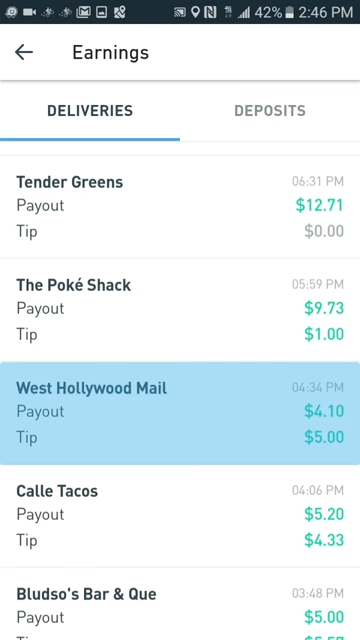 42% 2:46 PM
Earnings
DELIVERIES DEPOSITS
Tender Greens 06:31 PM
Payout $12.71
Tip $0.00
The Poké Shack 05:59 PM
Payout $9.73
Tip $1.00
West Hollywood Mail 04:34 PM
Payout $4.10
Tip $5.00
Calle Tacos 04:06 PM
Payout $5.20
Tip $4.33
Bludso's Bar & Que 03:48 PM
Payout $5.00
Tip